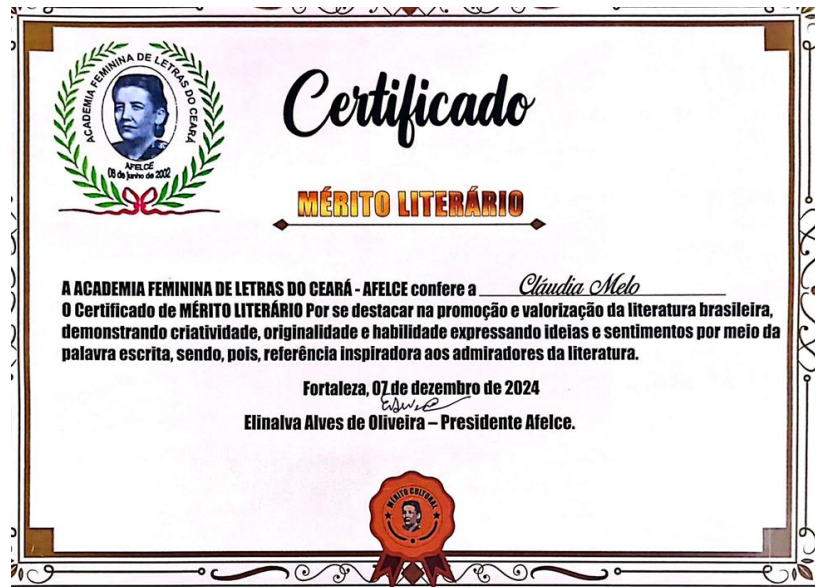 ACADEMIA FEMININA DE LETRAS DO CEARÁ
AFELCE
08 de junho de 2002
Certificado
MÉRITO LITERÁRIO
A ACADEMIA FEMININA DE LETRAS DO CEARÁ - AFELCE confere a Cláudia Melo
O Certificado de MÉRITO LITERÁRIO Por se destacar na promoção e valorização da literatura brasileira,
demonstrando criatividade, originalidade e habilidade expressando ideias e sentimentos por meio da
palavra escrita, sendo, pois, referência inspiradora aos admiradores da literatura.
Fortaleza, 07 de dezembro de 2024
Elinalva Alves de Oliveira – Presidente Afelce.
MÉRITO CULTURAL